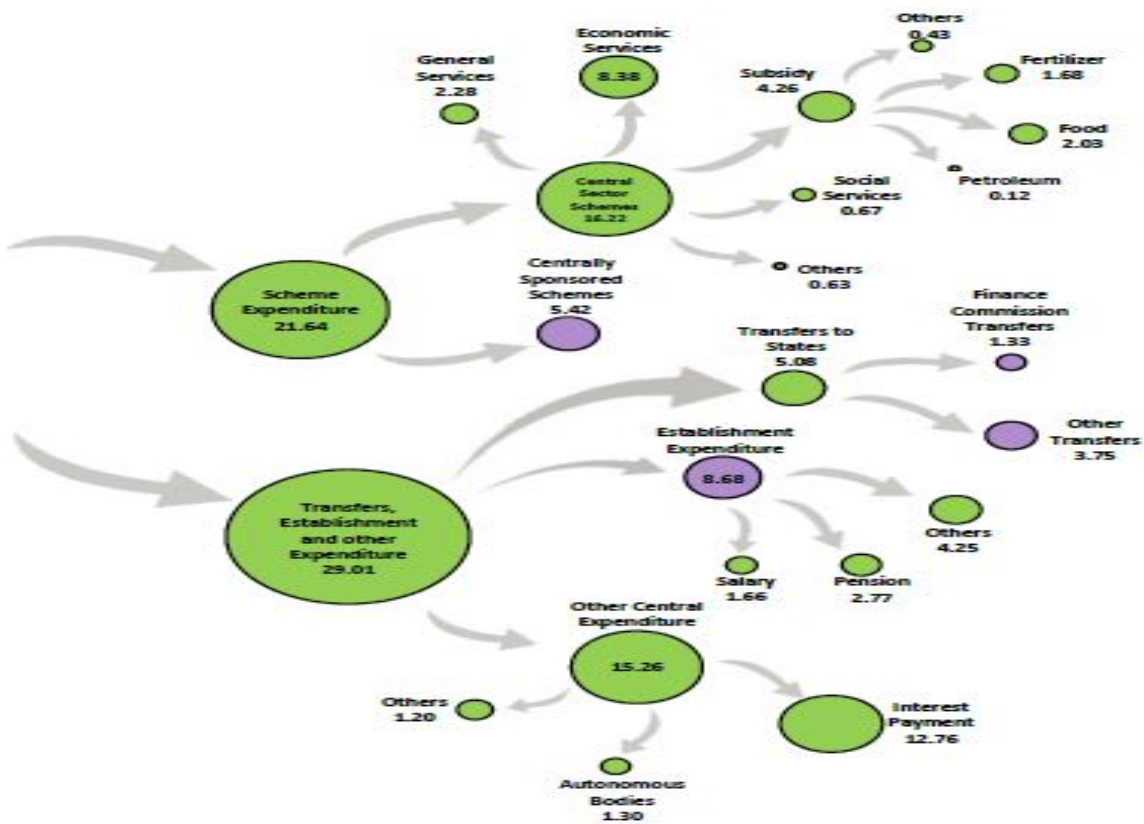 Others
0.43
Economic
Services
8.38
General
Services
2.28
Subsidy
4.26
Fertilizer
1.68
Food
2.03
Petroleum
0.12
Central
Sector
Schemes
16.22
Social
Services
0.67
Others
0.63
Scheme
Expenditure
21.64
Centrally
Sponsored
Schemes
5.42
Transfers to
States
5.08
Finance
Commission
Transfers
1.33
Other
Transfers
3.75
Establishment
Expenditure
8.68
Others
4.25
Salary
1.66
Pension
2.77
Transfers,
Establishment
and other
Expenditure
29.01
Other Central
Expenditure
15.26
Others
1.20
Interest
Payment
12.76
Autonomous
Bodies
1.30